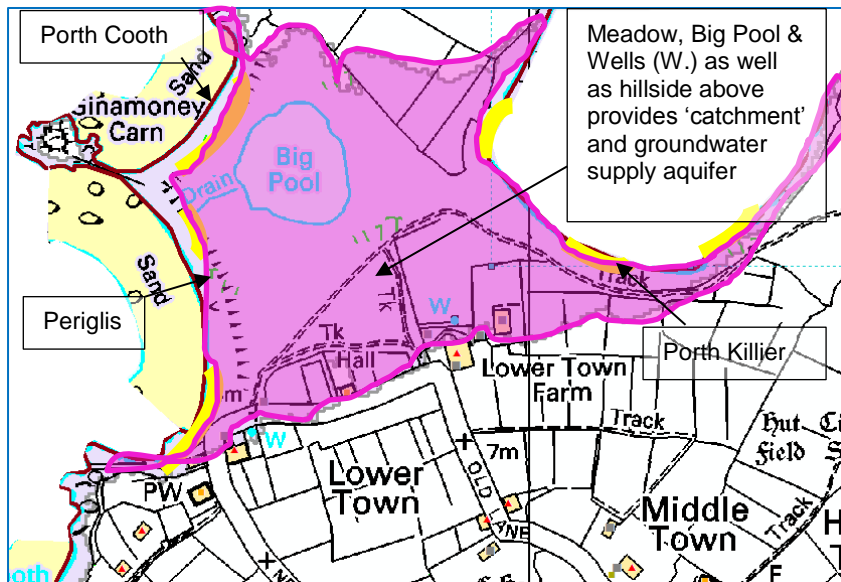 Porth Cooth
Meadow, Big Pool &
Wells (W.) as well
as hillside above
provides ‘catchment’
and groundwater
supply aquifer
Sand
Ginamoney
Carn
Big
Pool
Drain
Sand
Periglis
7
Tk
Track
W
Tk
Hall
Porth Killier
Lower Town
Farm
m
W
Track
Hut
Field
7m
Lower
Town
OLD LANE
PW
Middle
Town
Track